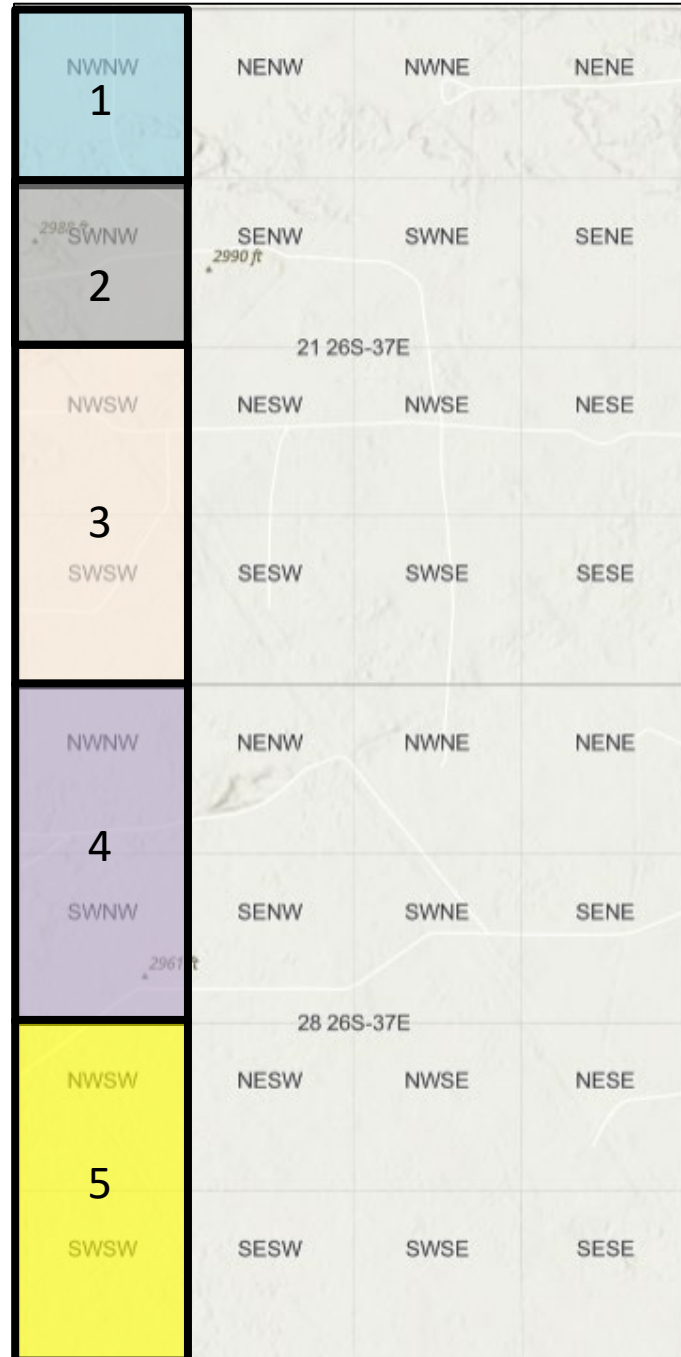 NWNW NENW NWNE NENE
1
2988 ft
SWNW SENW SWNE SENE
2990 ft
2
21 26S-37E
NWSW NESW NWSE NESE
3
SWSW SESW SWSE SESE
NWNW NENW NWNE NENE
4
SWNW SENW SWNE SENE
2961 ft
28 26S-37E
NWSW NESW NWSE NESE
5
SWSW SESW SWSE SESE